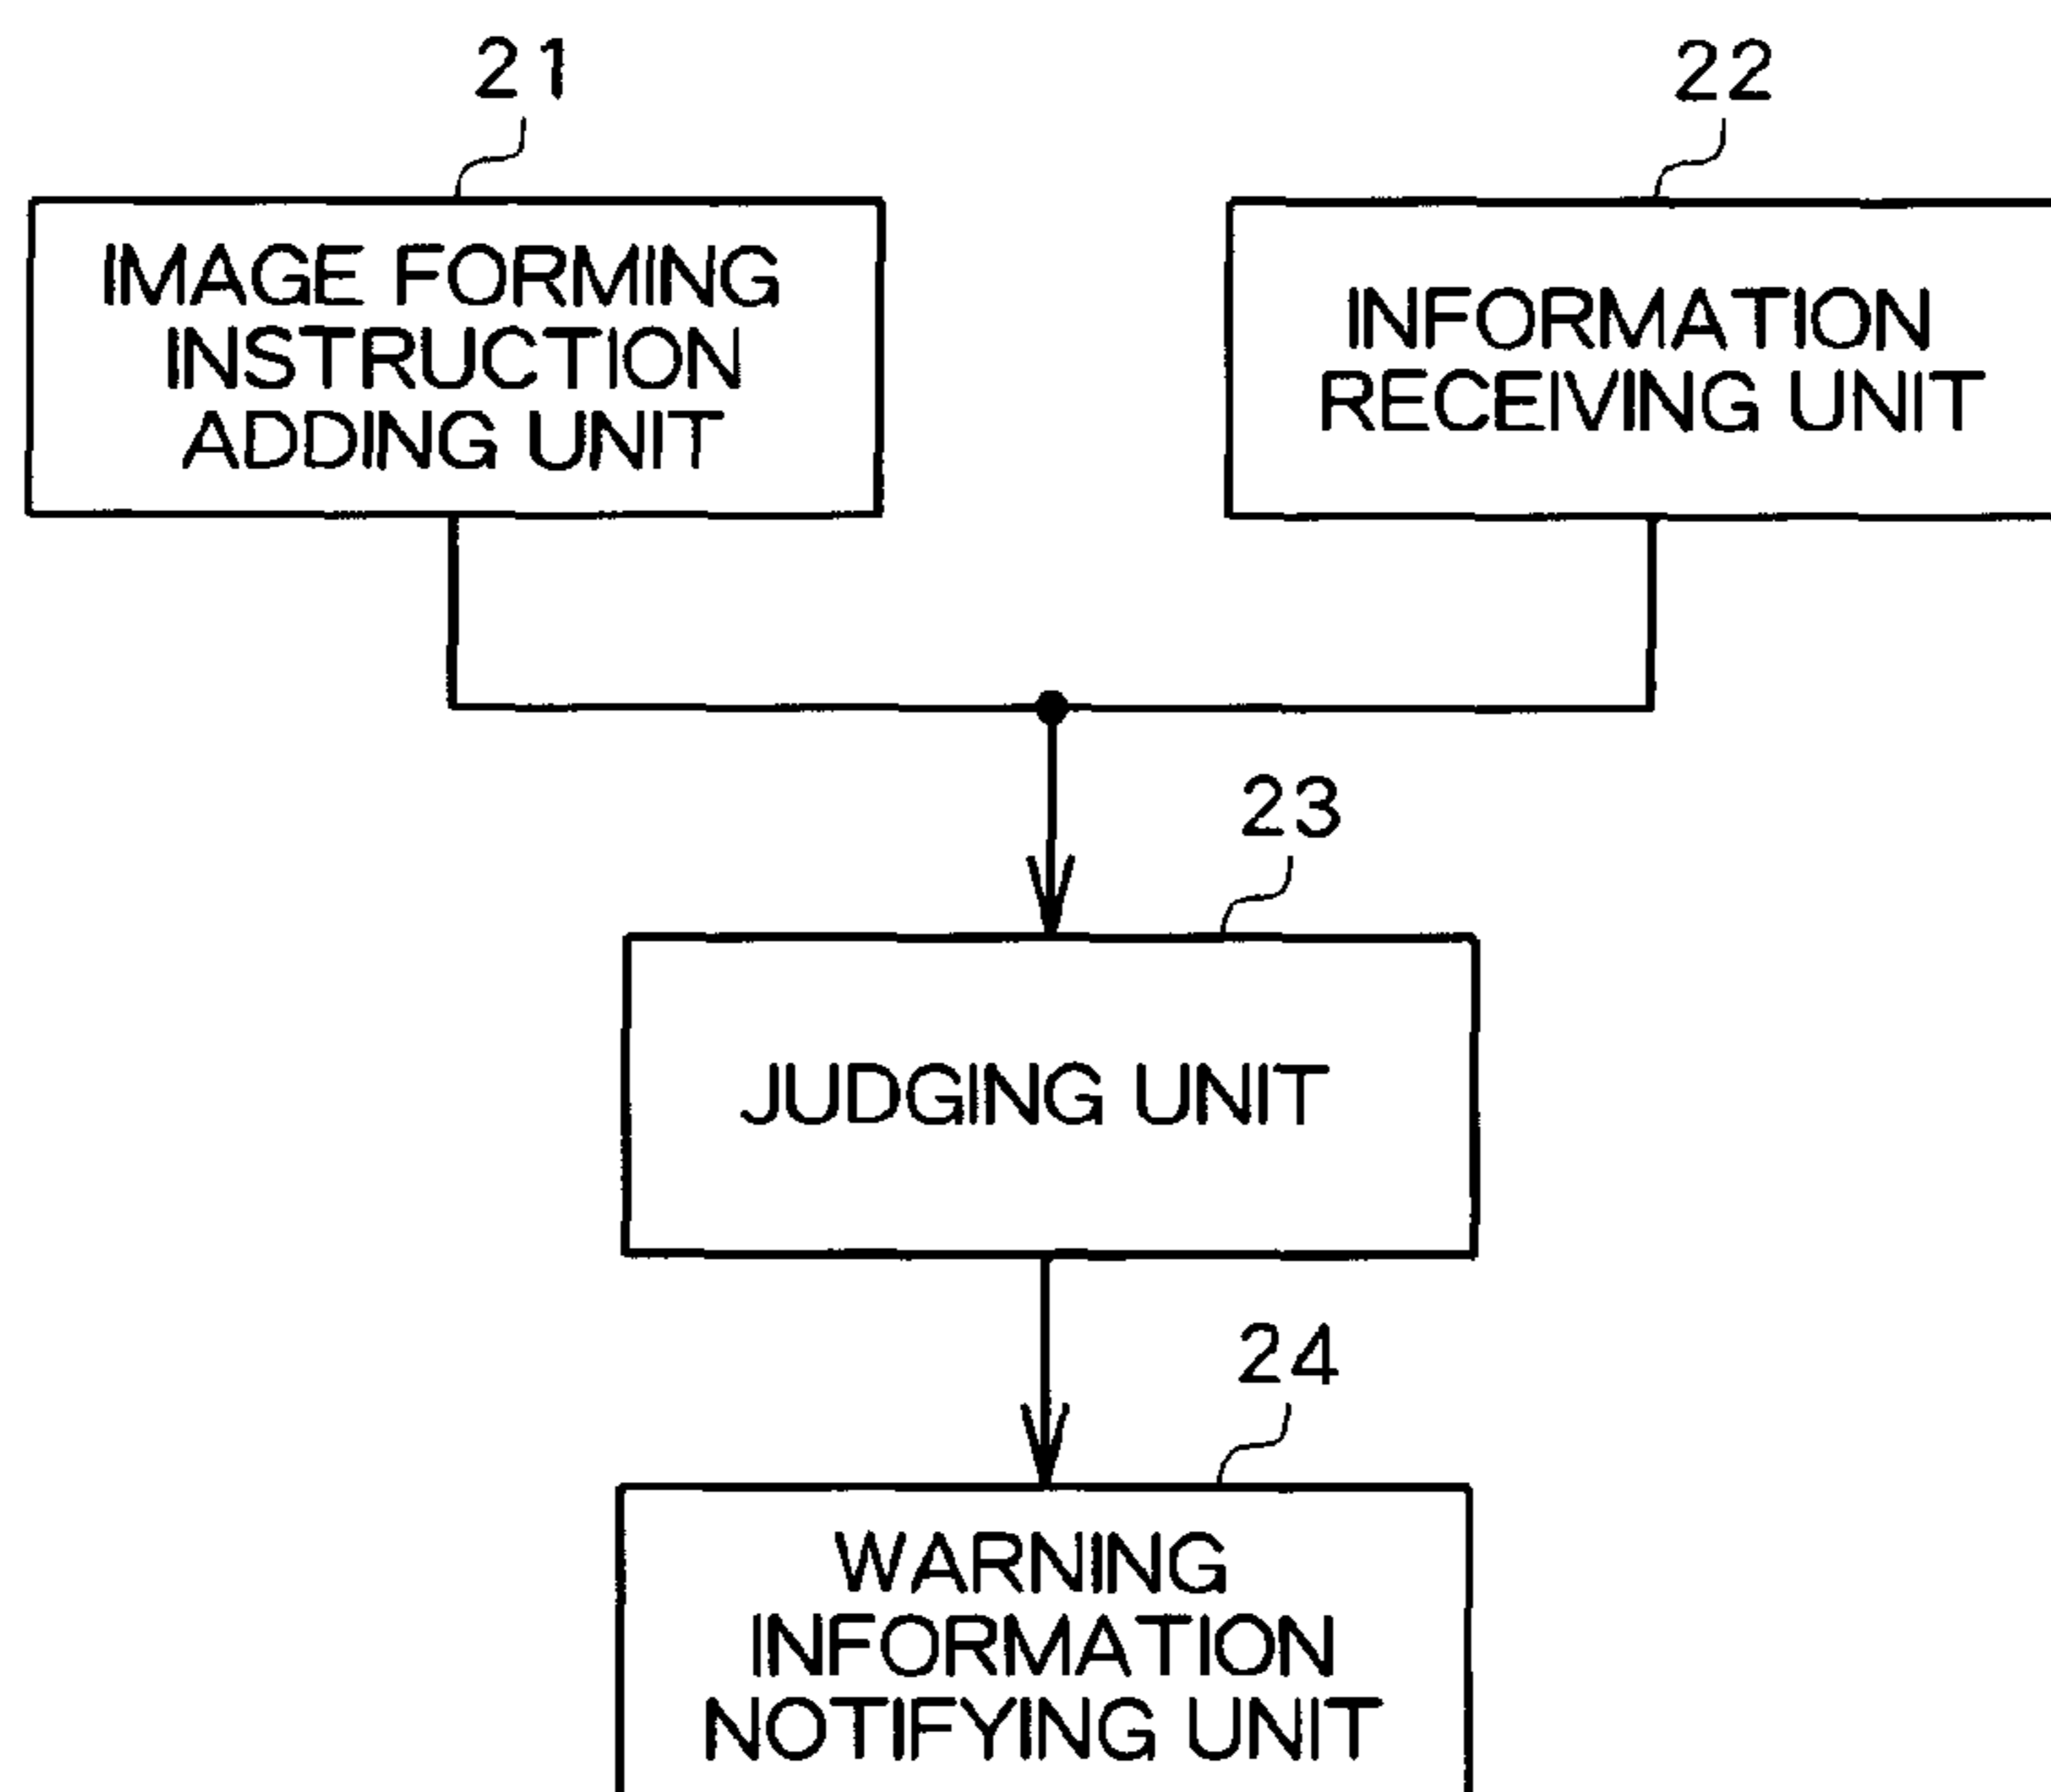 21
IMAGE FORMING
INSTRUCTION
ADDING UNIT
22
INFORMATION
RECEIVING UNIT
23
JUDGING UNIT
24
WARNING
INFORMATION
NOTIFYING UNIT